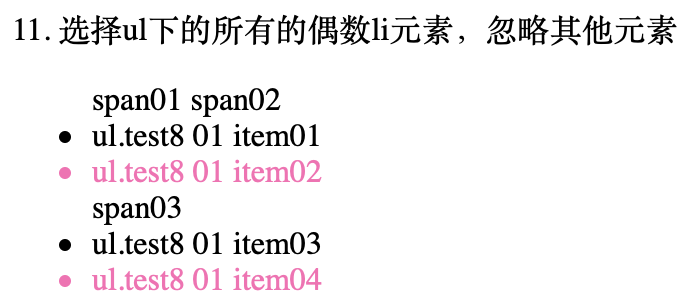 11. 选择ul下的所有的偶数li元素，忽略其他元素
span01 span02
• ul.test8 01 item01
• ul.test8 01 item02
span03
• ul.test8 01 item03
• ul.test8 01 item04